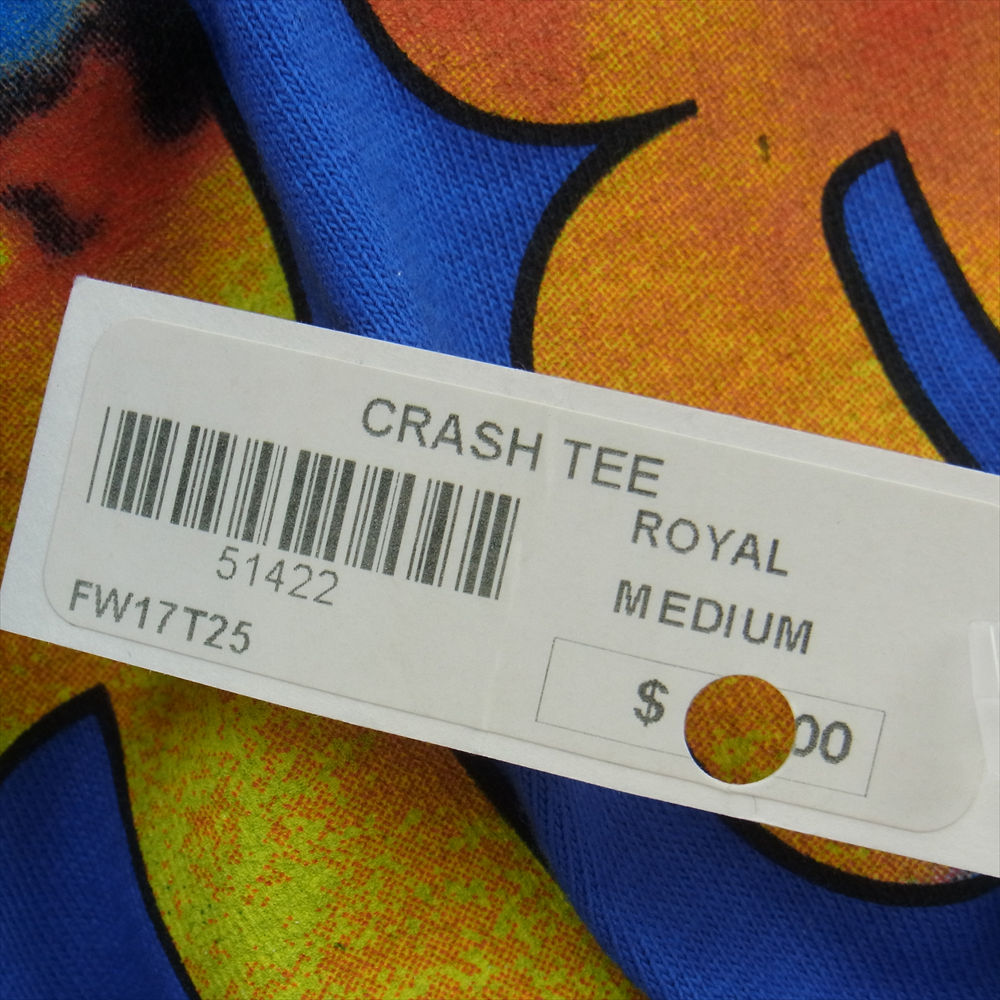 CRASH TEE
ROYAL
MEDIUM
51422
FW17T25
$ 00